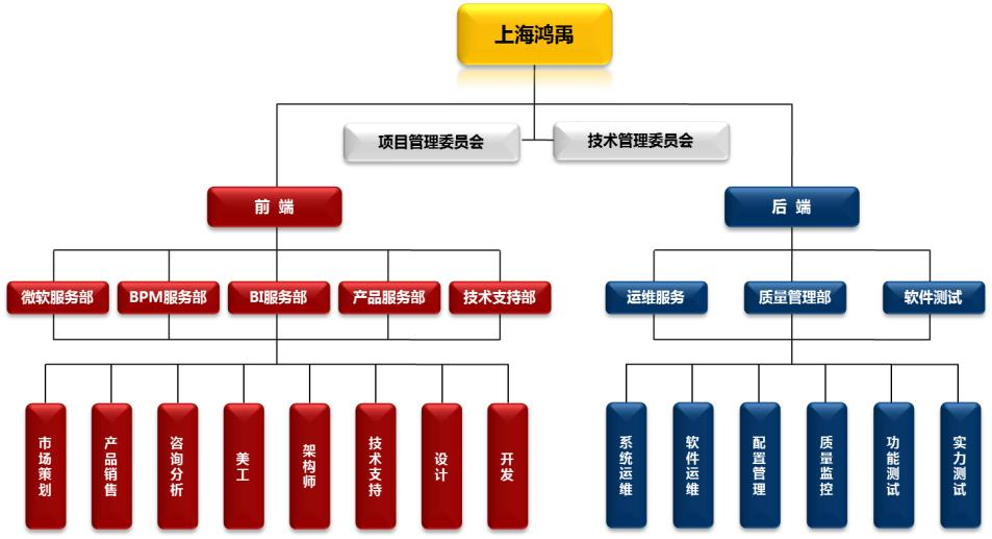 上海鸿禹
项目管理委员会
技术管理委员会
前 端
后 端
微软服务部
BPM服务部
BI服务部
产品服务部
技术支持部
运维服务
质量管理部
软件测试
市场策划
产品销售
咨询分析
美工
架构师
技术支持
设计
开发
系统运维
软件运维
配置管理
质量监控
功能测试
实力测试